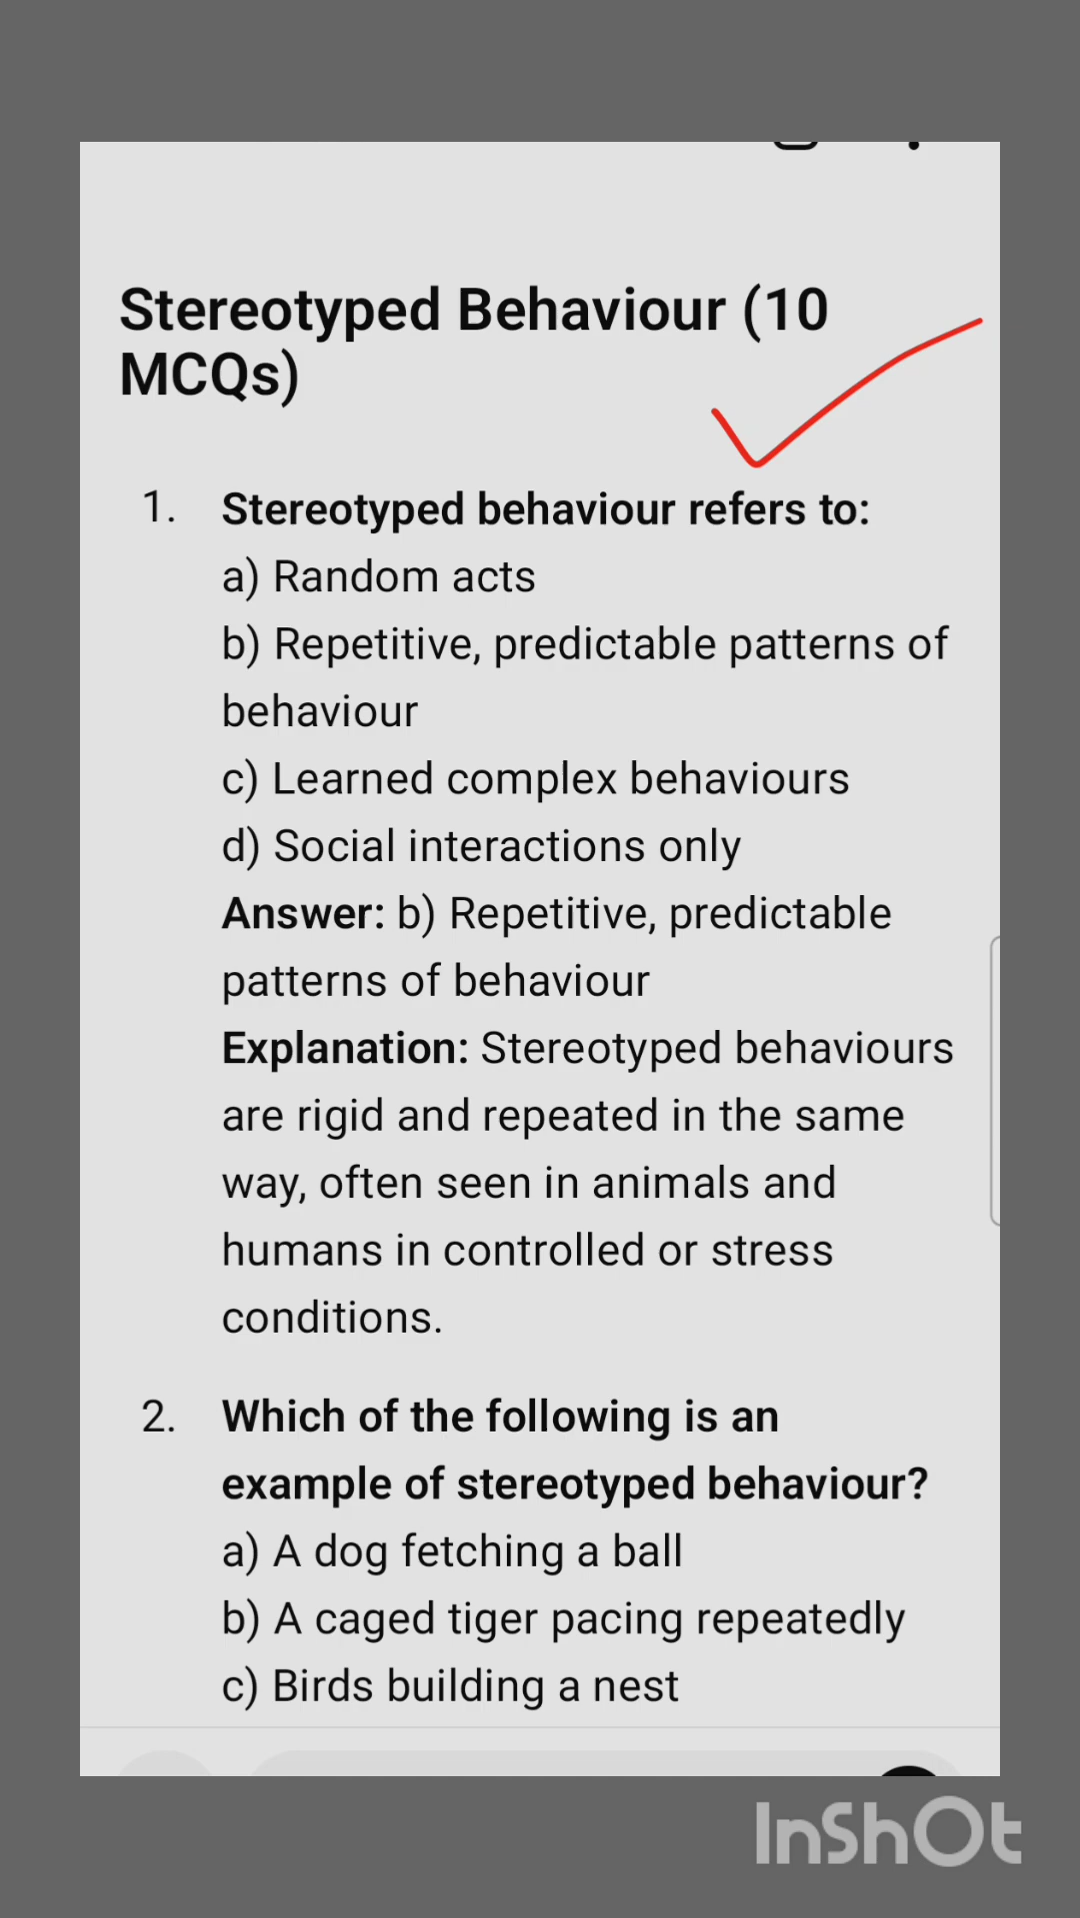 Stereotyped Behaviour (10
MCQs)
1. Stereotyped behaviour refers to:
a) Random acts
b) Repetitive, predictable patterns of
behaviour
c) Learned complex behaviours
d) Social interactions only
Answer: b) Repetitive, predictable
patterns of behaviour
Explanation: Stereotyped behaviours
are rigid and repeated in the same
way, often seen in animals and
humans in controlled or stress
conditions.
2. Which of the following is an
example of stereotyped behaviour?
a) A dog fetching a ball
b) A caged tiger pacing repeatedly
c) Birds building a nest
InShOt